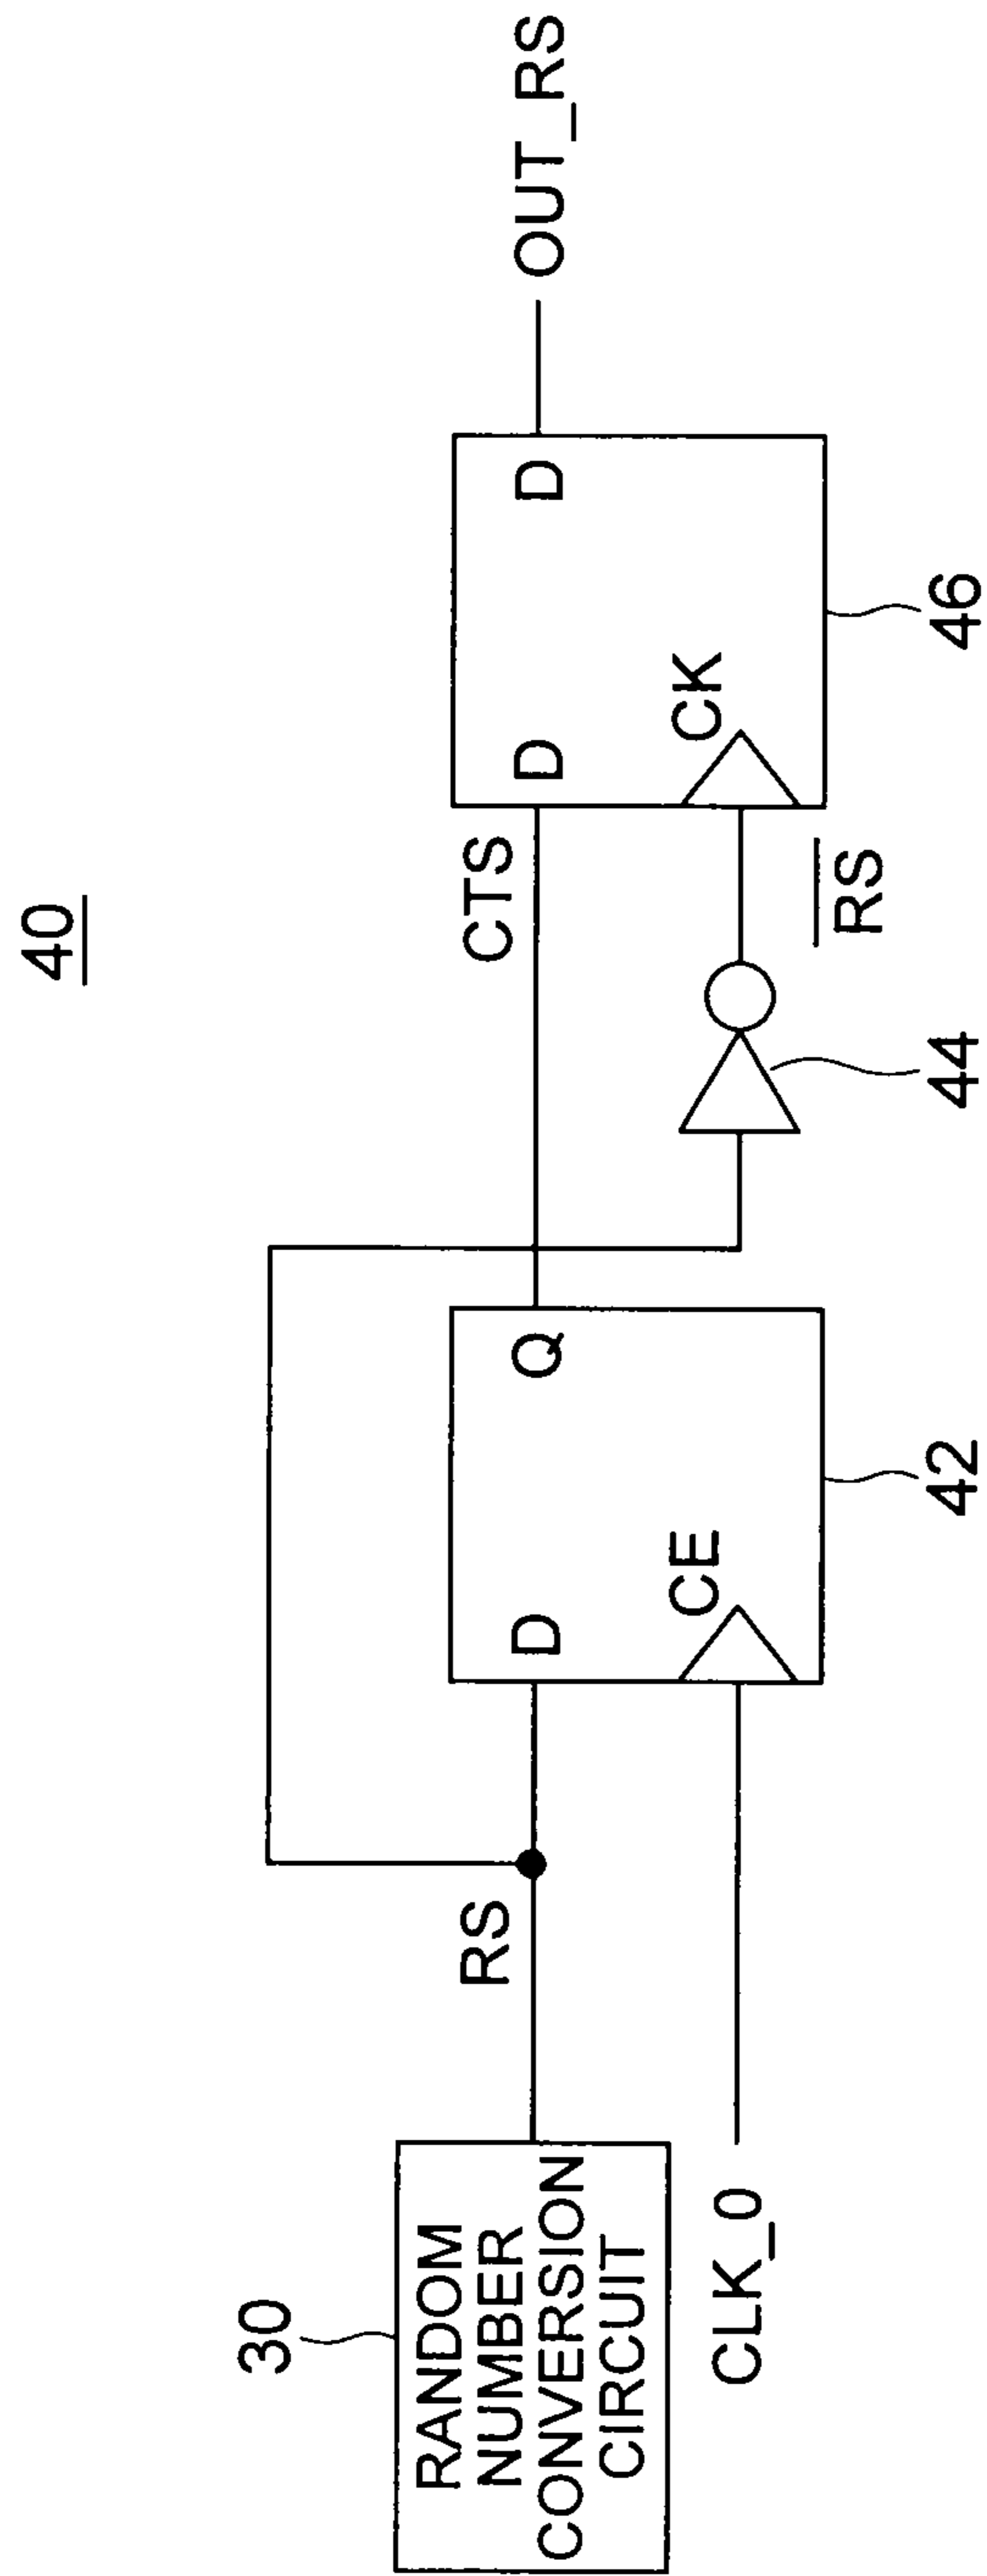 40
30
RANDOM
NUMBER
CONVERSION
CIRCUIT
RS
CLK_0
D
Q
CE
42
CTS
44
RS
D
D
CK
46
OUT_RS